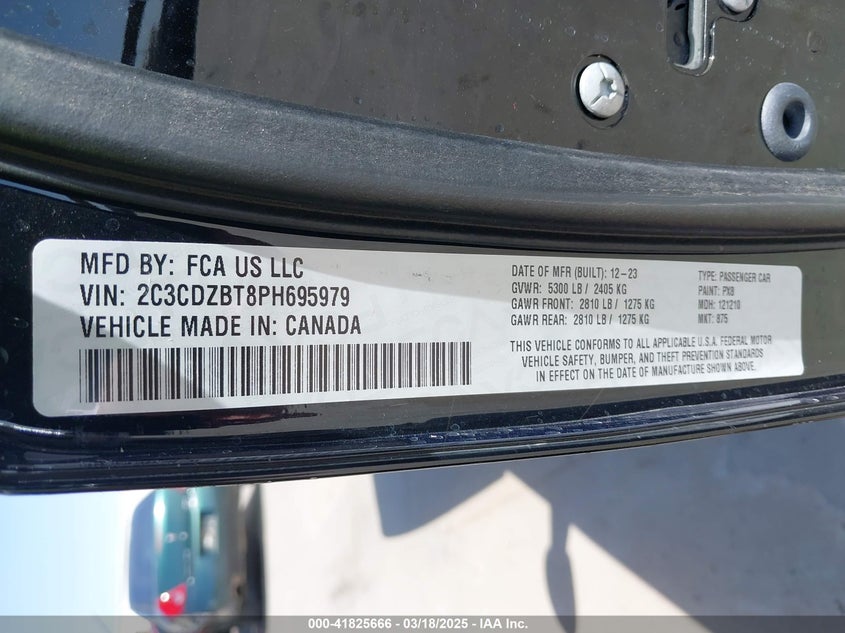 MFD BY: FCA US LLC
VIN: 2C3CDZBT8PH695979
VEHICLE MADE IN: CANADA
DATE OF MFR (BUILT): 12-23
GVWR: 5300 LB / 2405 KG
GAWR FRONT: 2810 LB / 1275 KG
GAWR REAR: 2810 LB / 1275 KG
TYPE: PASSENGER CAR
PAINT: PX8
MDH: 121210
MKT: 875
THIS VEHICLE CONFORMS TO ALL APPLICABLE U.S.A. FEDERAL MOTOR
VEHICLE SAFETY, BUMPER, AND THEFT PREVENTION STANDARDS
IN EFFECT ON THE DATE OF MANUFACTURE SHOWN ABOVE.
000-41825666 - 03/18/2025 - IAA Inc.